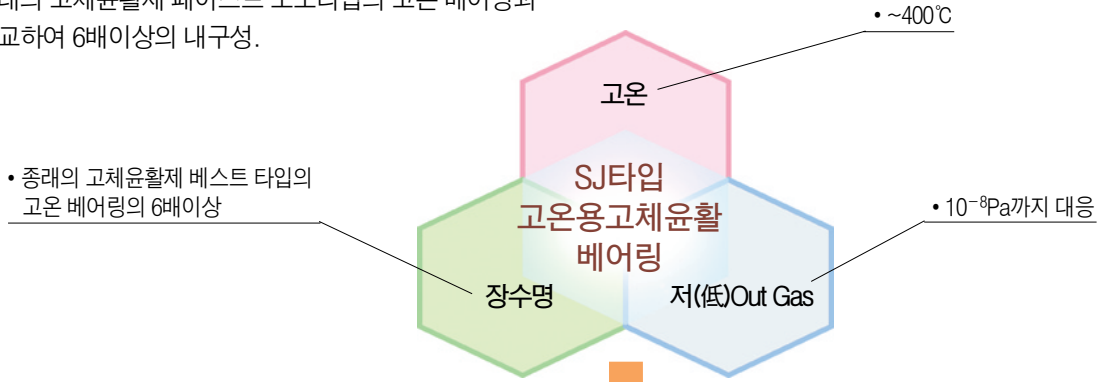 교하여 6배이상의 내구성.
• ~400℃
고온
• 종래의 고체윤활제 베스트 타입의
고온 베어링의 6배이상
SJ타입
고온용고체윤활
베어링
• 10⁻⁸Pa까지 대응
장수명
저(低)Out Gas